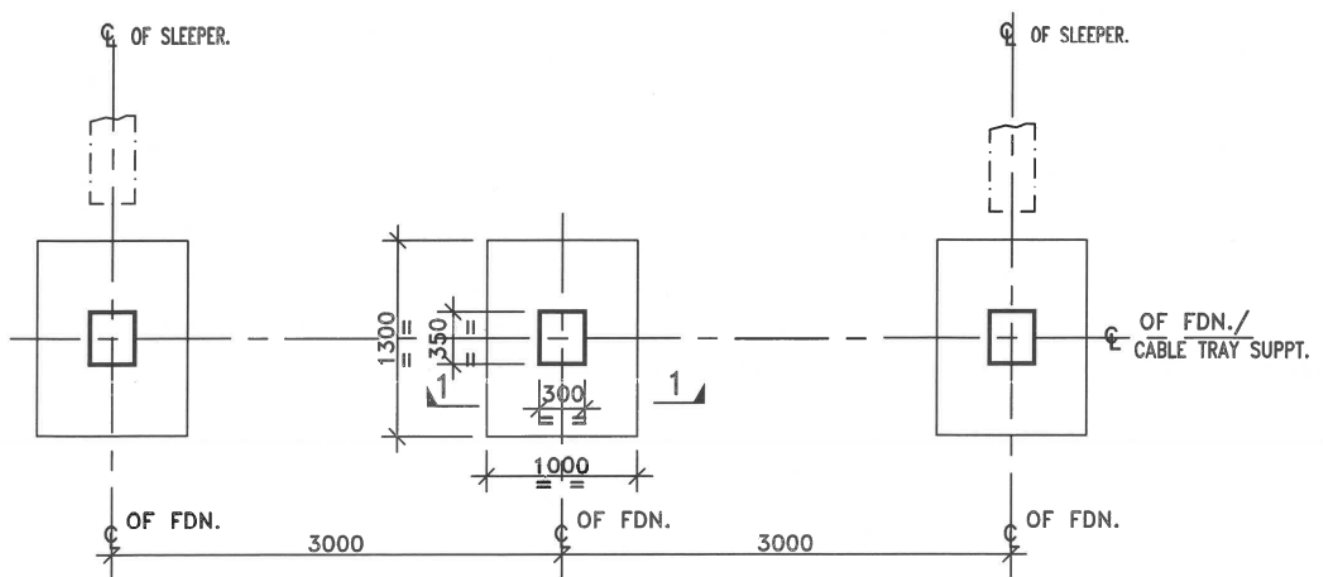 ℄ OF SLEEPER.
℄ OF SLEEPER.
1300
=
=
350
=
=
℄ OF FDN./
CABLE TRAY SUPPT.
1
1
300
= =
1000
= =
℄ OF FDN.
℄ OF FDN.
℄ OF FDN.
3000
3000